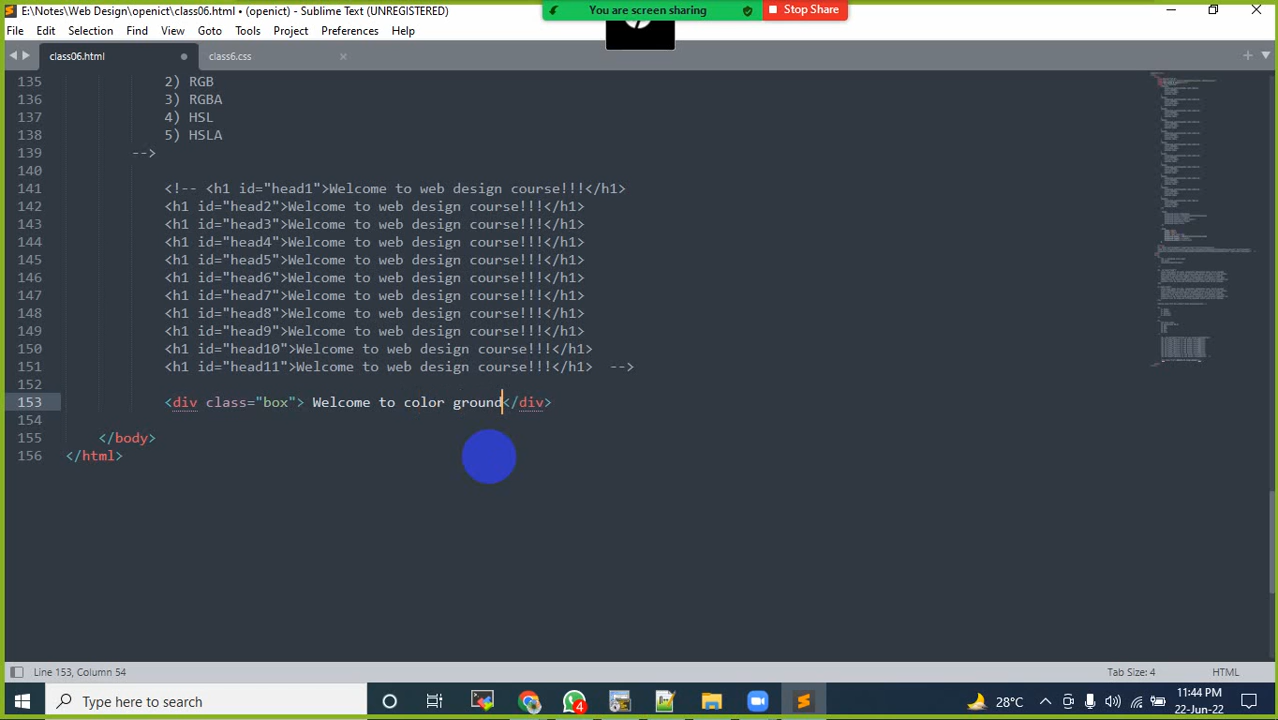 E:\Notes\Web Design\openict\class06.html • (openict) - Sublime Text (UNREGISTERED)
You are screen sharing
Stop Share
File Edit Selection Find View Goto Tools Project Preferences Help
class06.html class6.css
135 2) RGB
136 3) RGBA
137 4) HSL
138 5) HSLA
139 -->
140
141 <!-- <h1 id="head1">Welcome to web design course!!!</h1>
142 <h1 id="head2">Welcome to web design course!!!</h1>
143 <h1 id="head3">Welcome to web design course!!!</h1>
144 <h1 id="head4">Welcome to web design course!!!</h1>
145 <h1 id="head5">Welcome to web design course!!!</h1>
146 <h1 id="head6">Welcome to web design course!!!</h1>
147 <h1 id="head7">Welcome to web design course!!!</h1>
148 <h1 id="head8">Welcome to web design course!!!</h1>
149 <h1 id="head9">Welcome to web design course!!!</h1>
150 <h1 id="head10">Welcome to web design course!!!</h1>
151 <h1 id="head11">Welcome to web design course!!!</h1> -->
152
153 <div class="box"> Welcome to color ground</div>
154
155 </body>
156 </html>
Line 153, Column 54
Tab Size: 4 HTML
Type here to search
4
28°C
11:44 PM
22-Jun-22